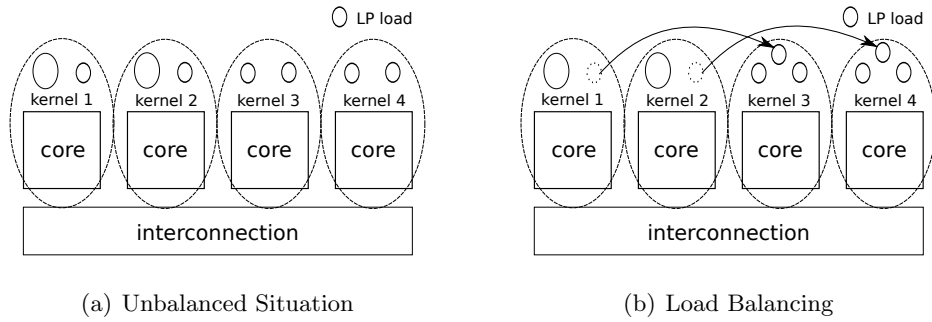 LP load
kernel 1 kernel 2 kernel 3 kernel 4
core core core core
interconnection
(a) Unbalanced Situation
LP load
kernel 1 kernel 2 kernel 3 kernel 4
core core core core
interconnection
(b) Load Balancing